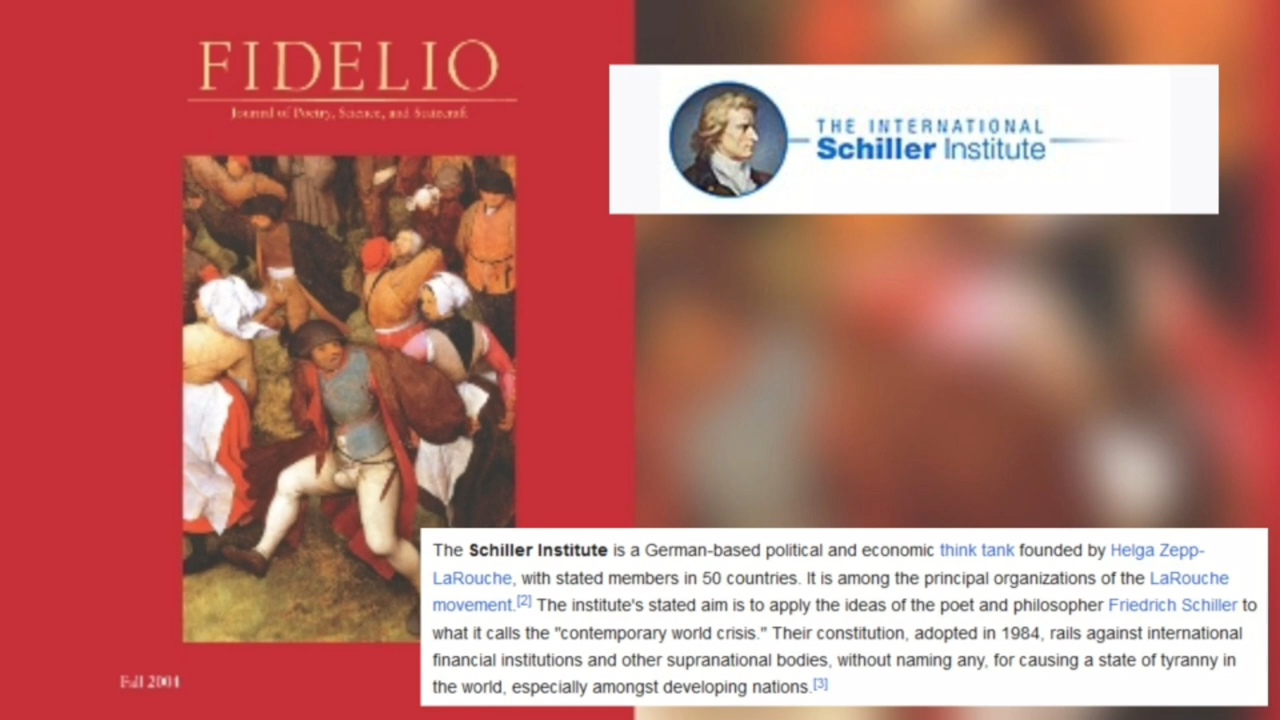 FIDELIO
Journal of Poetry, Science, and Statecraft
THE INTERNATIONAL
Schiller Institute
The Schiller Institute is a German-based political and economic think tank founded by Helga Zepp-
LaRouche, with stated members in 50 countries. It is among the principal organizations of the LaRouche
movement.[2] The institute's stated aim is to apply the ideas of the poet and philosopher Friedrich Schiller to
what it calls the "contemporary world crisis." Their constitution, adopted in 1984, rails against international
financial institutions and other supranational bodies, without naming any, for causing a state of tyranny in
the world, especially amongst developing nations.[3]
Fall 2004